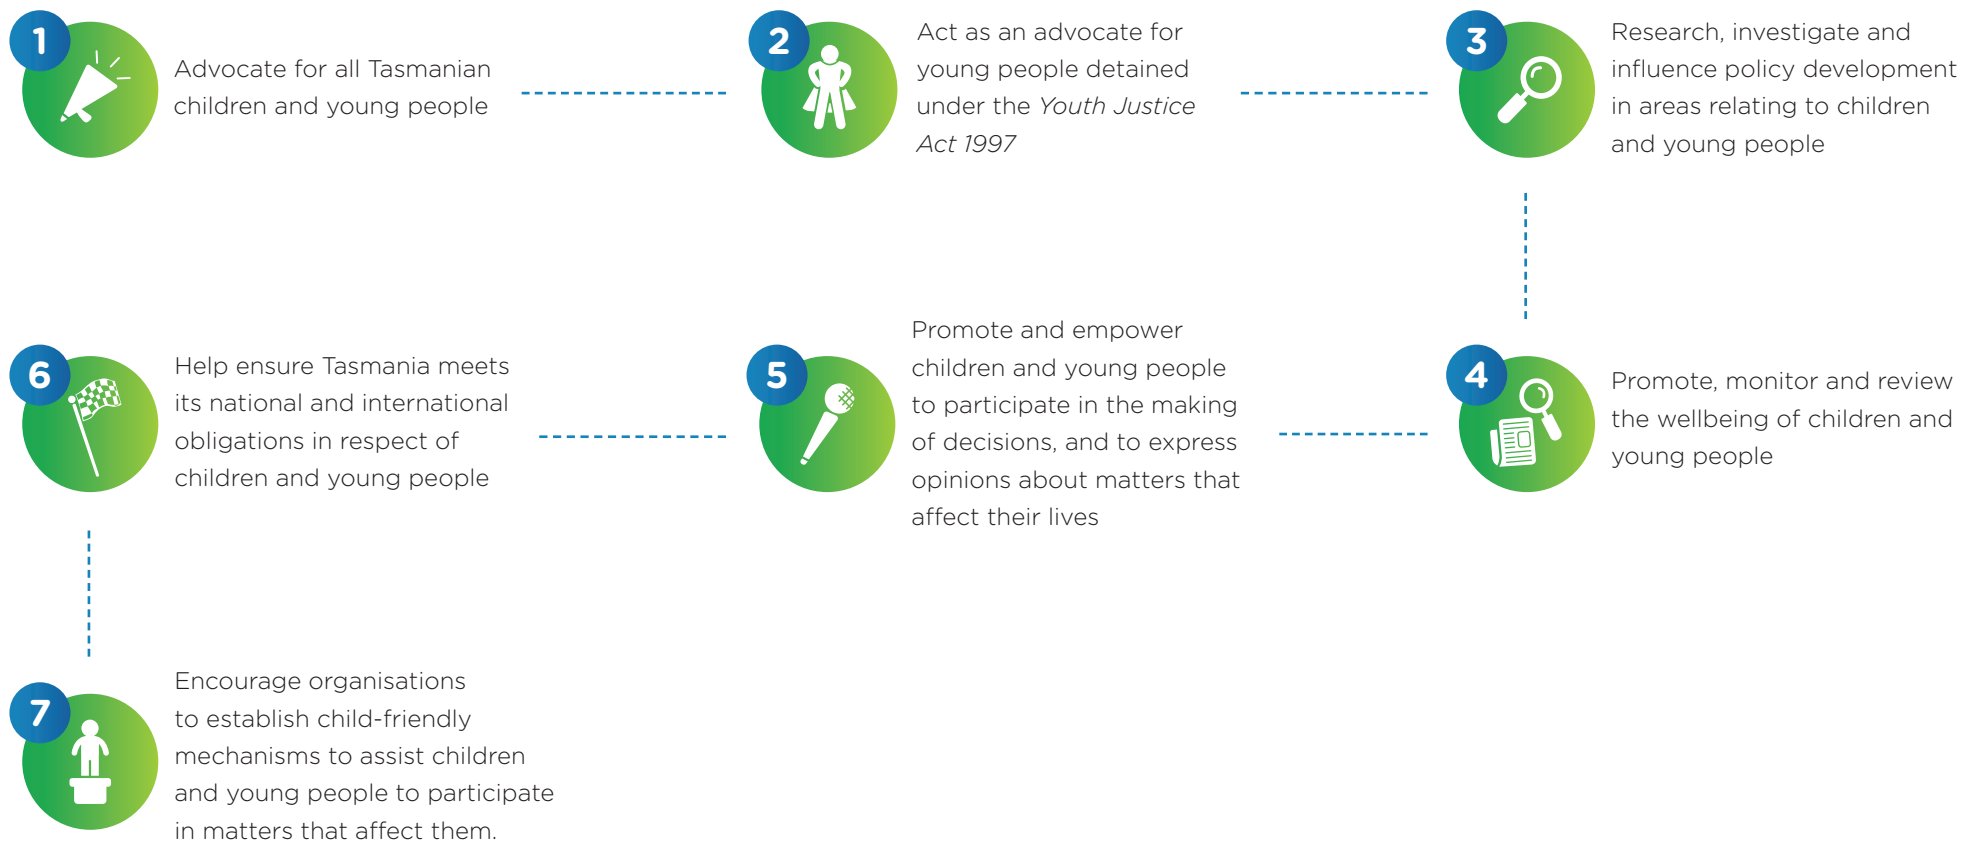 1
Advocate for all Tasmanian
children and young people
2
Act as an advocate for
young people detained
under the Youth Justice
Act 1997
3
Research, investigate and
influence policy development
in areas relating to children
and young people
4
Promote, monitor and review
the wellbeing of children and
young people
5
Promote and empower
children and young people
to participate in the making
of decisions, and to express
opinions about matters that
affect their lives
6
Help ensure Tasmania meets
its national and international
obligations in respect of
children and young people
7
Encourage organisations
to establish child-friendly
mechanisms to assist children
and young people to participate
in matters that affect them.